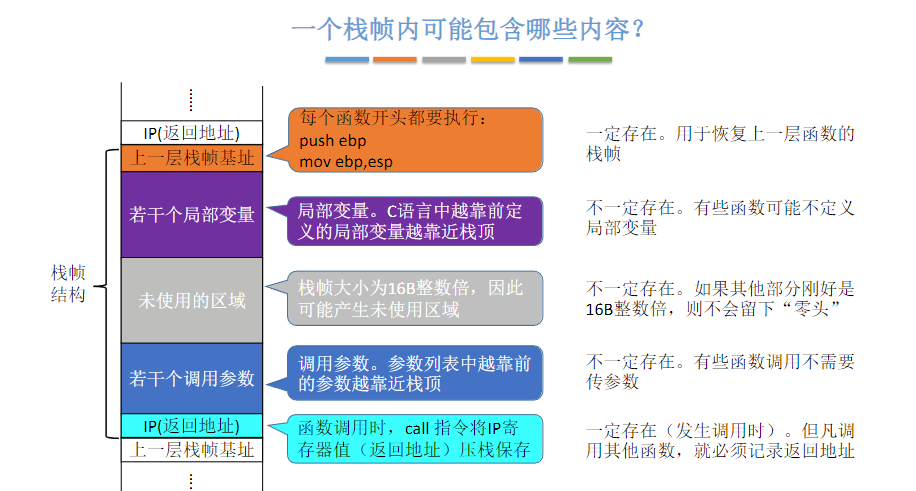 一个栈帧内可能包含哪些内容？
IP(返回地址)
上一层栈帧基址
若干个局部变量
未使用的区域
若干个调用参数
IP(返回地址)
上一层栈帧基址
栈帧
结构
每个函数开头都要执行：
push ebp
mov ebp,esp
一定存在。用于恢复上一层函数的
栈帧
局部变量。C语言中越靠前定
义的局部变量越靠近栈顶
不一定存在。有些函数可能不定义
局部变量
栈帧大小为16B整数倍，因此
可能产生未使用区域
不一定存在。如果其他部分刚好是
16B整数倍，则不会留下“零头”
调用参数。参数列表中越靠前
的参数越靠近栈顶
不一定存在。有些函数调用不需要
传参数
函数调用时，call 指令将IP寄
存器值（返回地址）压栈保存
一定存在（发生调用时）。但凡调
用其他函数，就必须记录返回地址